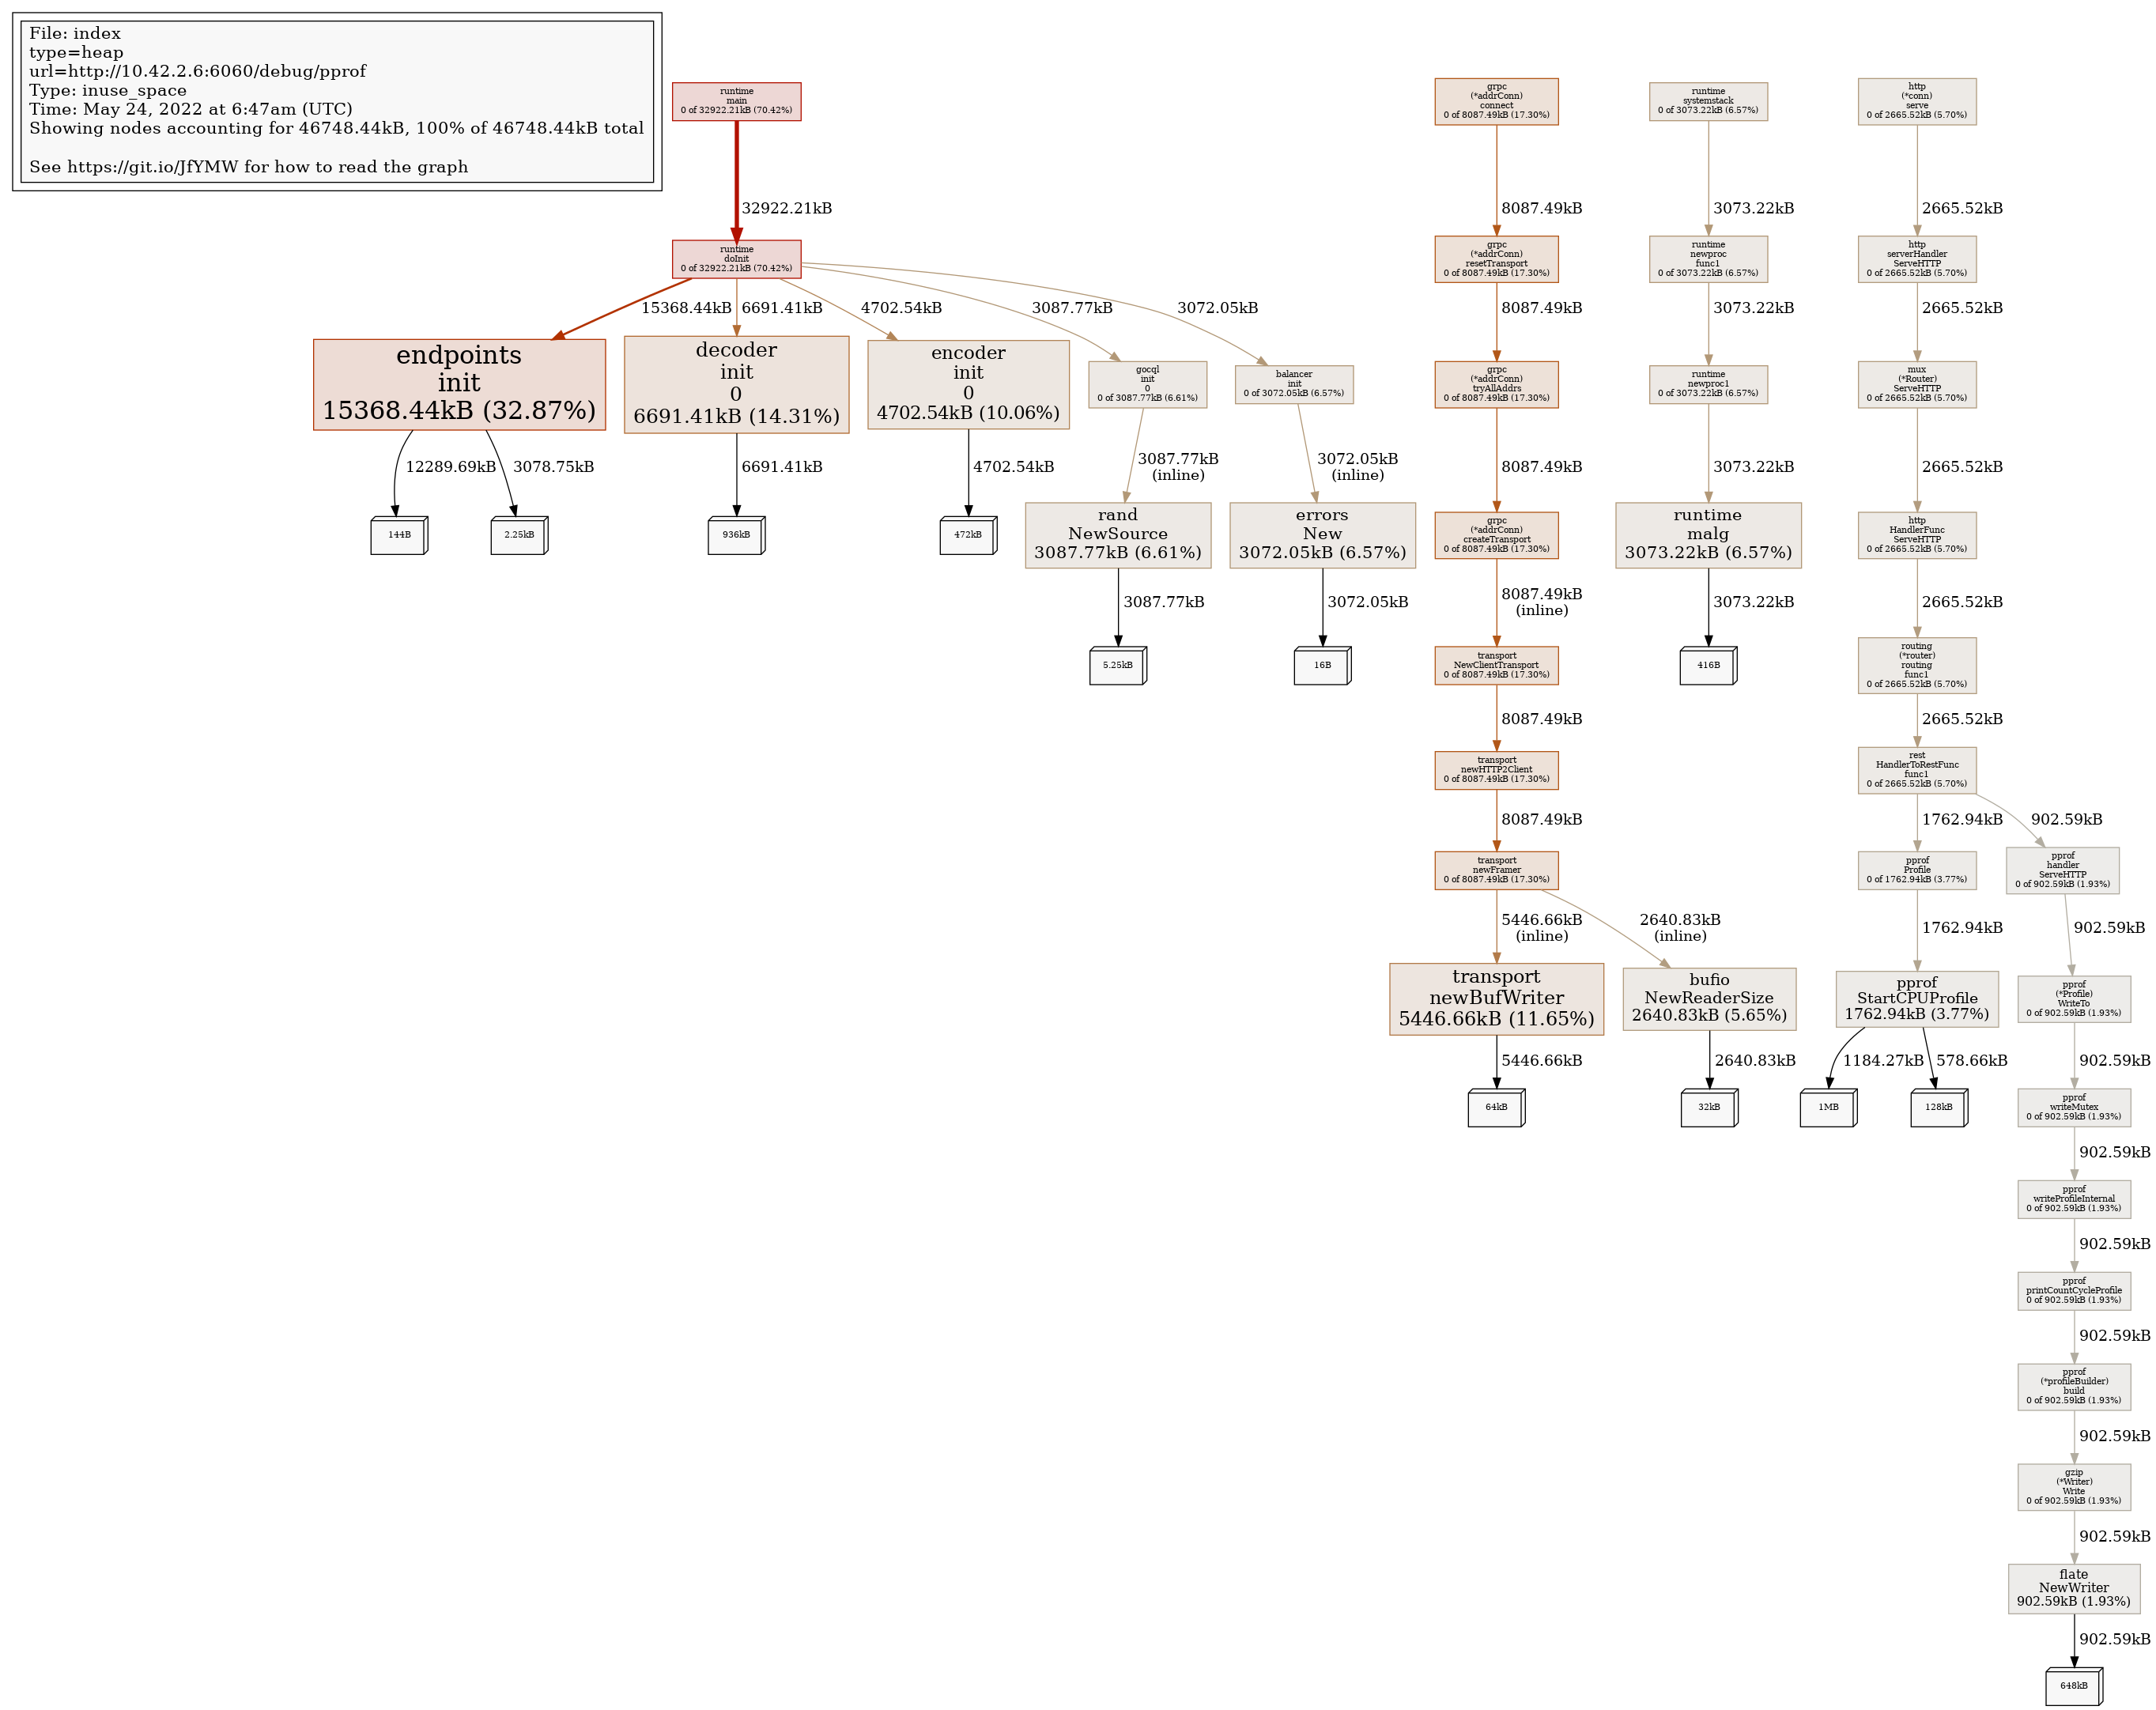 File: index
type=heap
url=http://10.42.2.6:6060/debug/pprof
Type: inuse_space
Time: May 24, 2022 at 6:47am (UTC)
Showing nodes accounting for 46748.44kB, 100% of 46748.44kB total
See https://git.io/JfYMW for how to read the graph
runtime
main
0 of 32922.21kB (70.42%)
grpc
(*addrConn)
connect
0 of 8087.49kB (17.30%)
runtime
systemstack
0 of 3073.22kB (6.57%)
http
(*conn)
serve
0 of 2665.52kB (5.70%)
32922.21kB
8087.49kB
3073.22kB
2665.52kB
runtime
doInit
0 of 32922.21kB (70.42%)
grpc
(*addrConn)
resetTransport
0 of 8087.49kB (17.30%)
runtime
newproc
func1
0 of 3073.22kB (6.57%)
http
serverHandler
ServeHTTP
0 of 2665.52kB (5.70%)
15368.44kB
6691.41kB
4702.54kB
3087.77kB
3072.05kB
8087.49kB
3073.22kB
2665.52kB
endpoints
init
15368.44kB (32.87%)
decoder
init
0
6691.41kB (14.31%)
encoder
init
0
4702.54kB (10.06%)
gocql
init
0
0 of 3087.77kB (6.61%)
balancer
init
0 of 3072.05kB (6.57%)
grpc
(*addrConn)
tryAllAddrs
0 of 8087.49kB (17.30%)
runtime
newproc1
0 of 3073.22kB (6.57%)
mux
(*Router)
ServeHTTP
0 of 2665.52kB (5.70%)
12289.69kB
3078.75kB
6691.41kB
4702.54kB
3087.77kB
(inline)
3072.05kB
(inline)
8087.49kB
3073.22kB
2665.52kB
144B
2.25kB
936kB
472kB
rand
NewSource
3087.77kB (6.61%)
errors
New
3072.05kB (6.57%)
grpc
(*addrConn)
createTransport
0 of 8087.49kB (17.30%)
runtime
malg
3073.22kB (6.57%)
http
HandlerFunc
ServeHTTP
0 of 2665.52kB (5.70%)
3087.77kB
3072.05kB
8087.49kB
(inline)
3073.22kB
2665.52kB
5.25kB
16B
transport
NewClientTransport
0 of 8087.49kB (17.30%)
416B
routing
(*router)
routing
func1
0 of 2665.52kB (5.70%)
8087.49kB
2665.52kB
transport
newHTTP2Client
0 of 8087.49kB (17.30%)
rest
HandlerToRestFunc
func1
0 of 2665.52kB (5.70%)
8087.49kB
1762.94kB
902.59kB
transport
newFramer
0 of 8087.49kB (17.30%)
pprof
Profile
0 of 1762.94kB (3.77%)
pprof
handler
ServeHTTP
0 of 902.59kB (1.93%)
5446.66kB
(inline)
2640.83kB
(inline)
1762.94kB
902.59kB
transport
newBufWriter
5446.66kB (11.65%)
bufio
NewReaderSize
2640.83kB (5.65%)
pprof
StartCPUProfile
1762.94kB (3.77%)
pprof
(*Profile)
WriteTo
0 of 902.59kB (1.93%)
5446.66kB
2640.83kB
1184.27kB
578.66kB
902.59kB
64kB
32kB
1MB
128kB
pprof
writeMutex
0 of 902.59kB (1.93%)
902.59kB
pprof
writeProfileInternal
0 of 902.59kB (1.93%)
902.59kB
pprof
printCountCycleProfile
0 of 902.59kB (1.93%)
902.59kB
pprof
(*profileBuilder)
build
0 of 902.59kB (1.93%)
902.59kB
gzip
(*Writer)
Write
0 of 902.59kB (1.93%)
902.59kB
flate
NewWriter
902.59kB (1.93%)
902.59kB
648kB